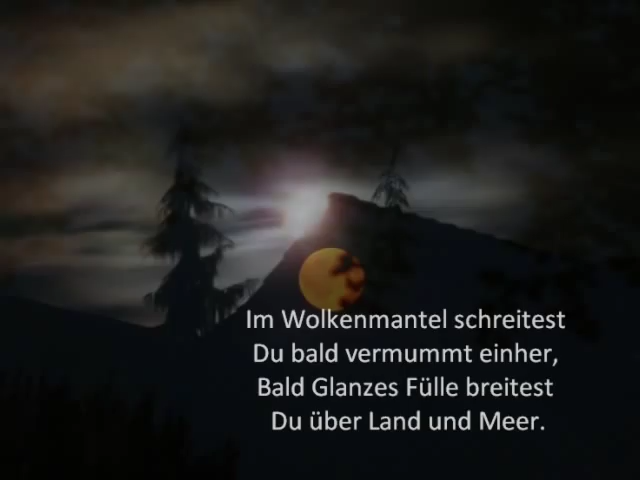 Im Wolkenmantel schreitest
Du bald vermummt einher,
Bald Glanzes Fülle breitest
Du über Land und Meer.